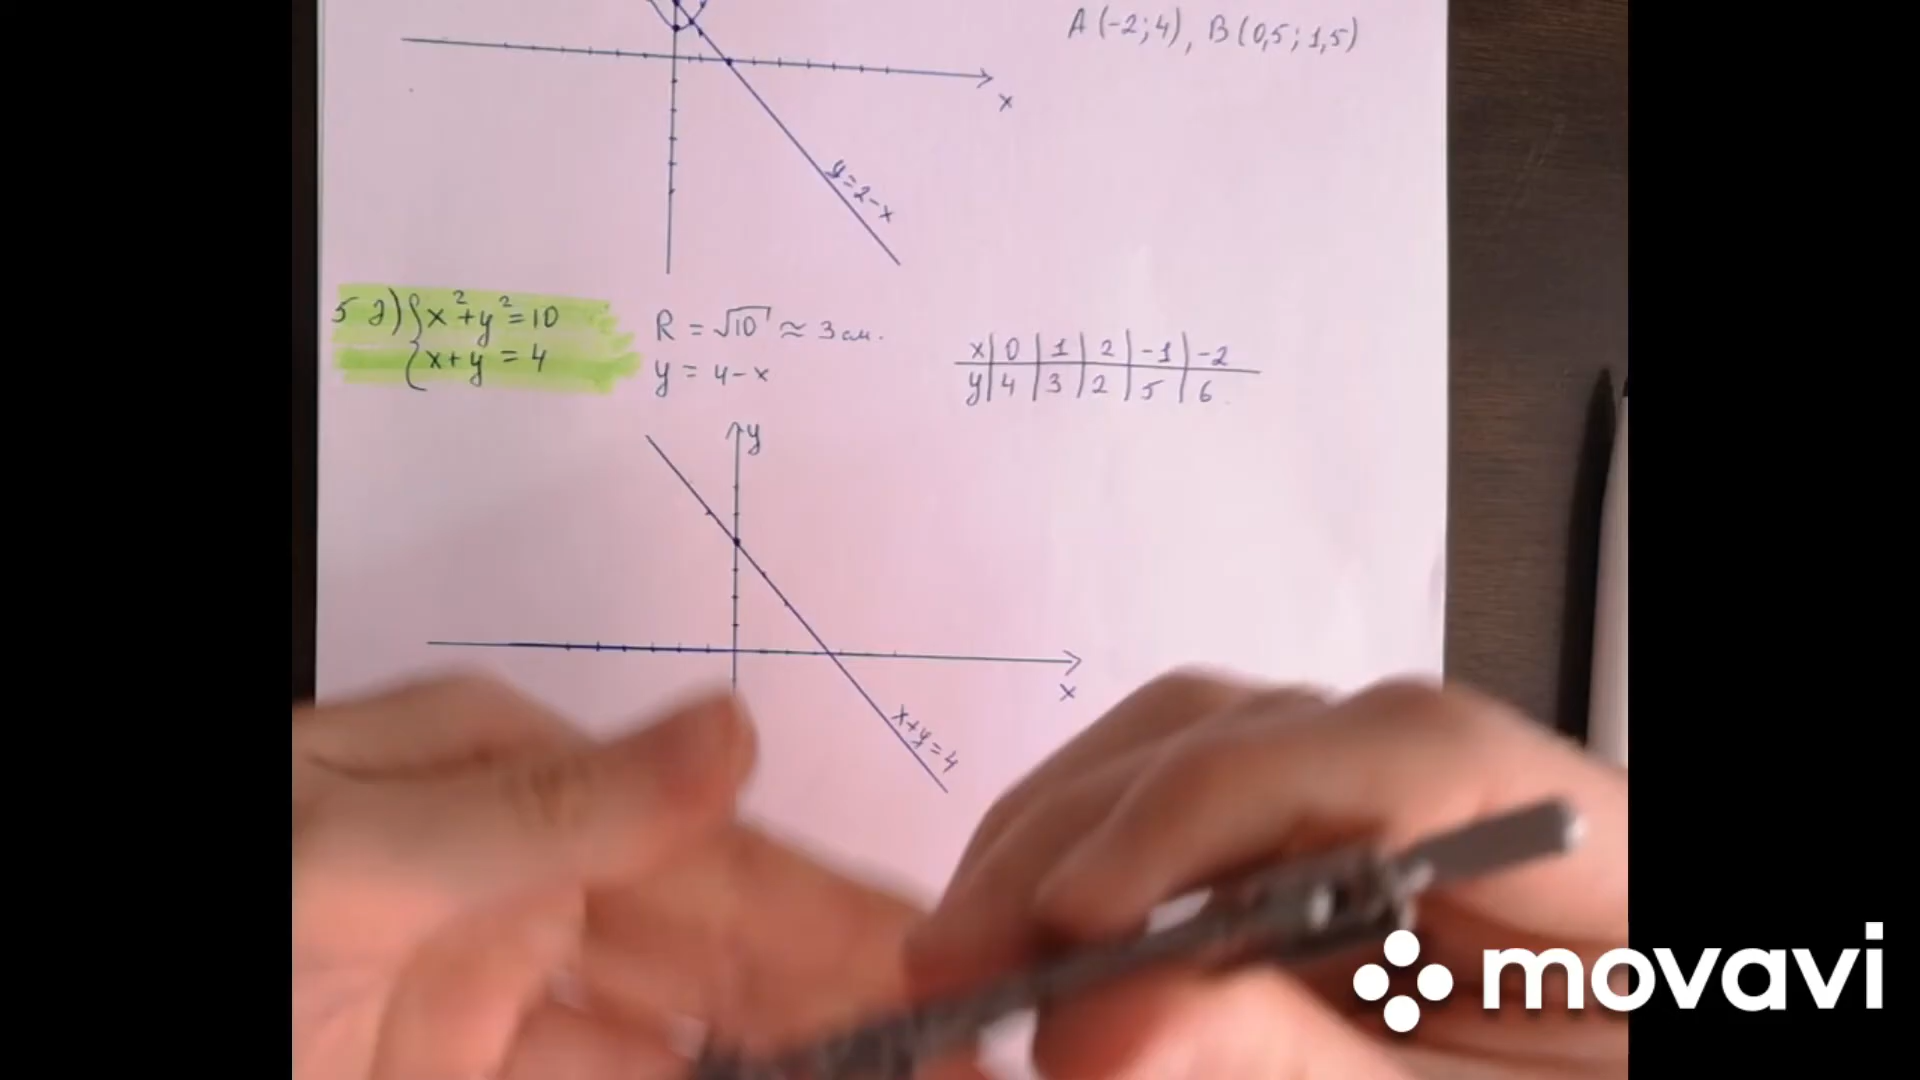 A (-2; 4), B (0,5; 1,5)
x
y=2-x
5 д) { x²+y²=10
x+y=4
R = √10 ≈ 3 см.
y = 4-x
x | 0 | 1 | 2 | -1 | -2
y | 4 | 3 | 2 | 5 | 6
y
x
x+y=4
movavi